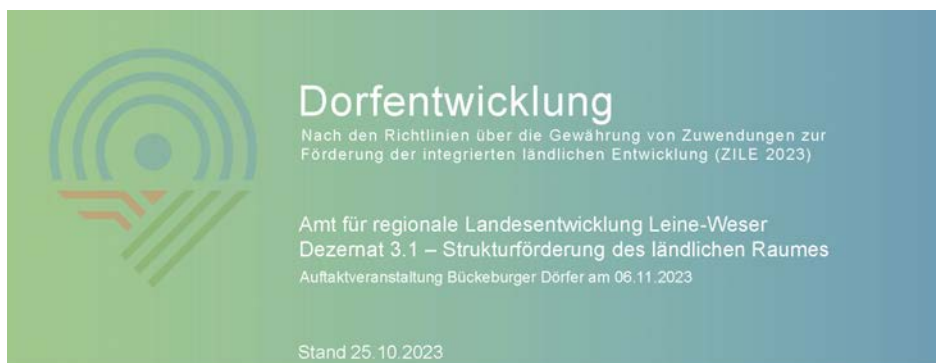 Dorfentwicklung
Nach den Richtlinien über die Gewährung von Zuwendungen zur
Förderung der integrierten ländlichen Entwicklung (ZILE 2023)
Amt für regionale Landesentwicklung Leine-Weser
Dezernat 3.1 – Strukturförderung des ländlichen Raumes
Auftaktveranstaltung Bückeburger Dörfer am 06.11.2023
Stand 25.10.2023